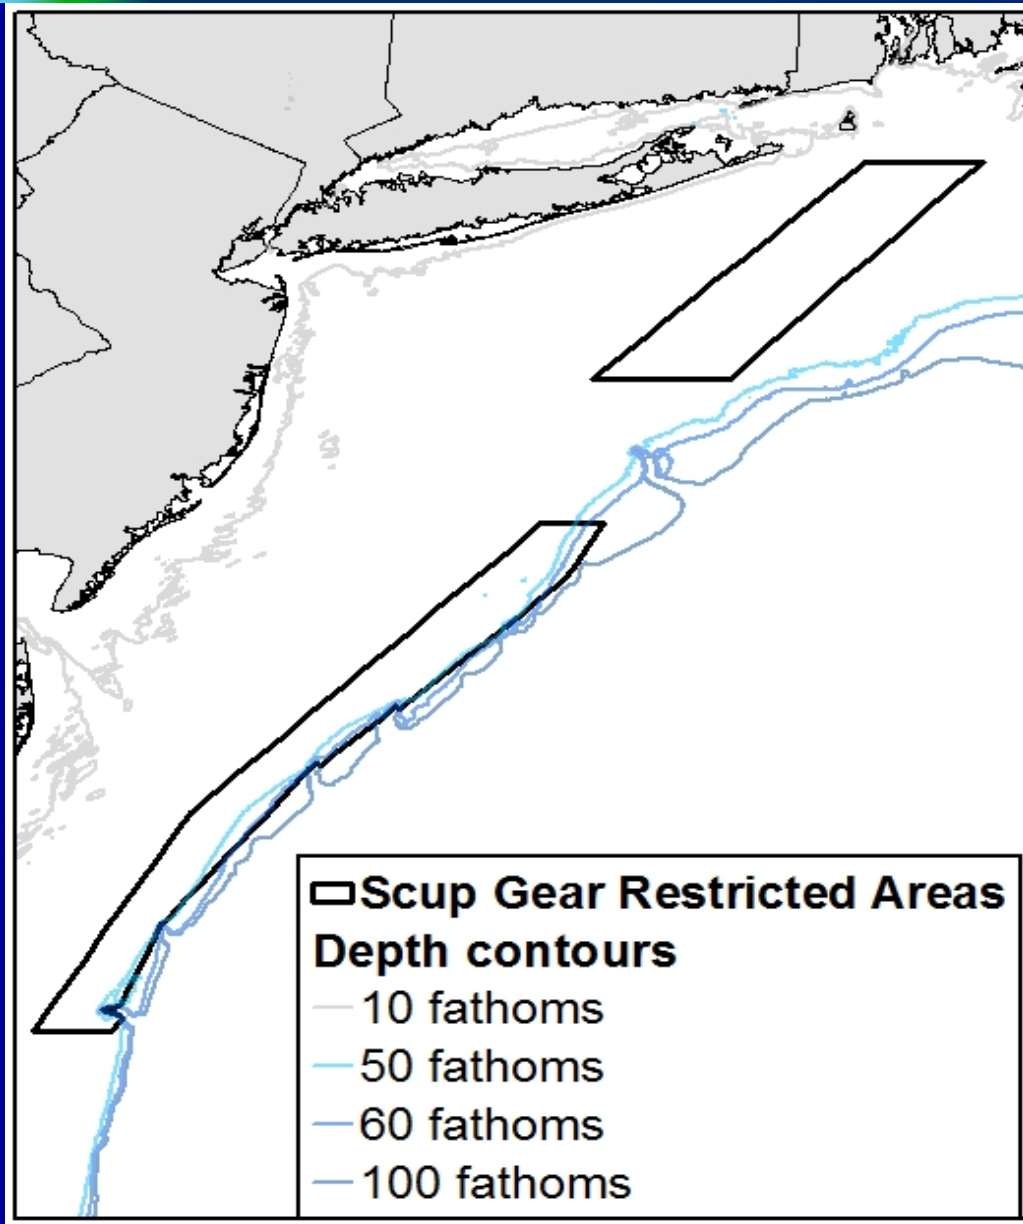 Scup Gear Restricted Areas
Depth contours
10 fathoms
50 fathoms
60 fathoms
100 fathoms